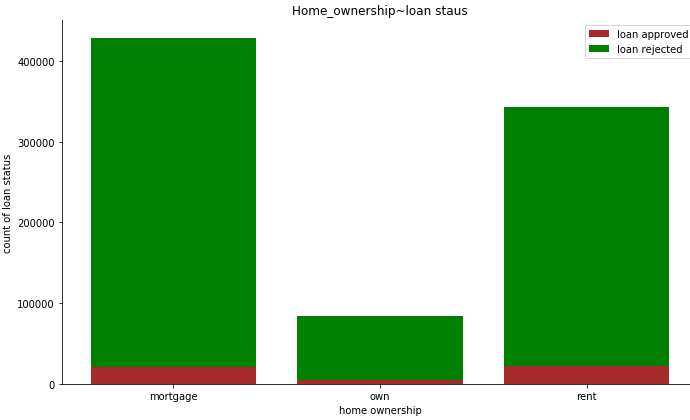 Home_ownership~loan staus
loan approved
loan rejected
count of loan status
400000
300000
200000
100000
0
mortgage
own
rent
home ownership